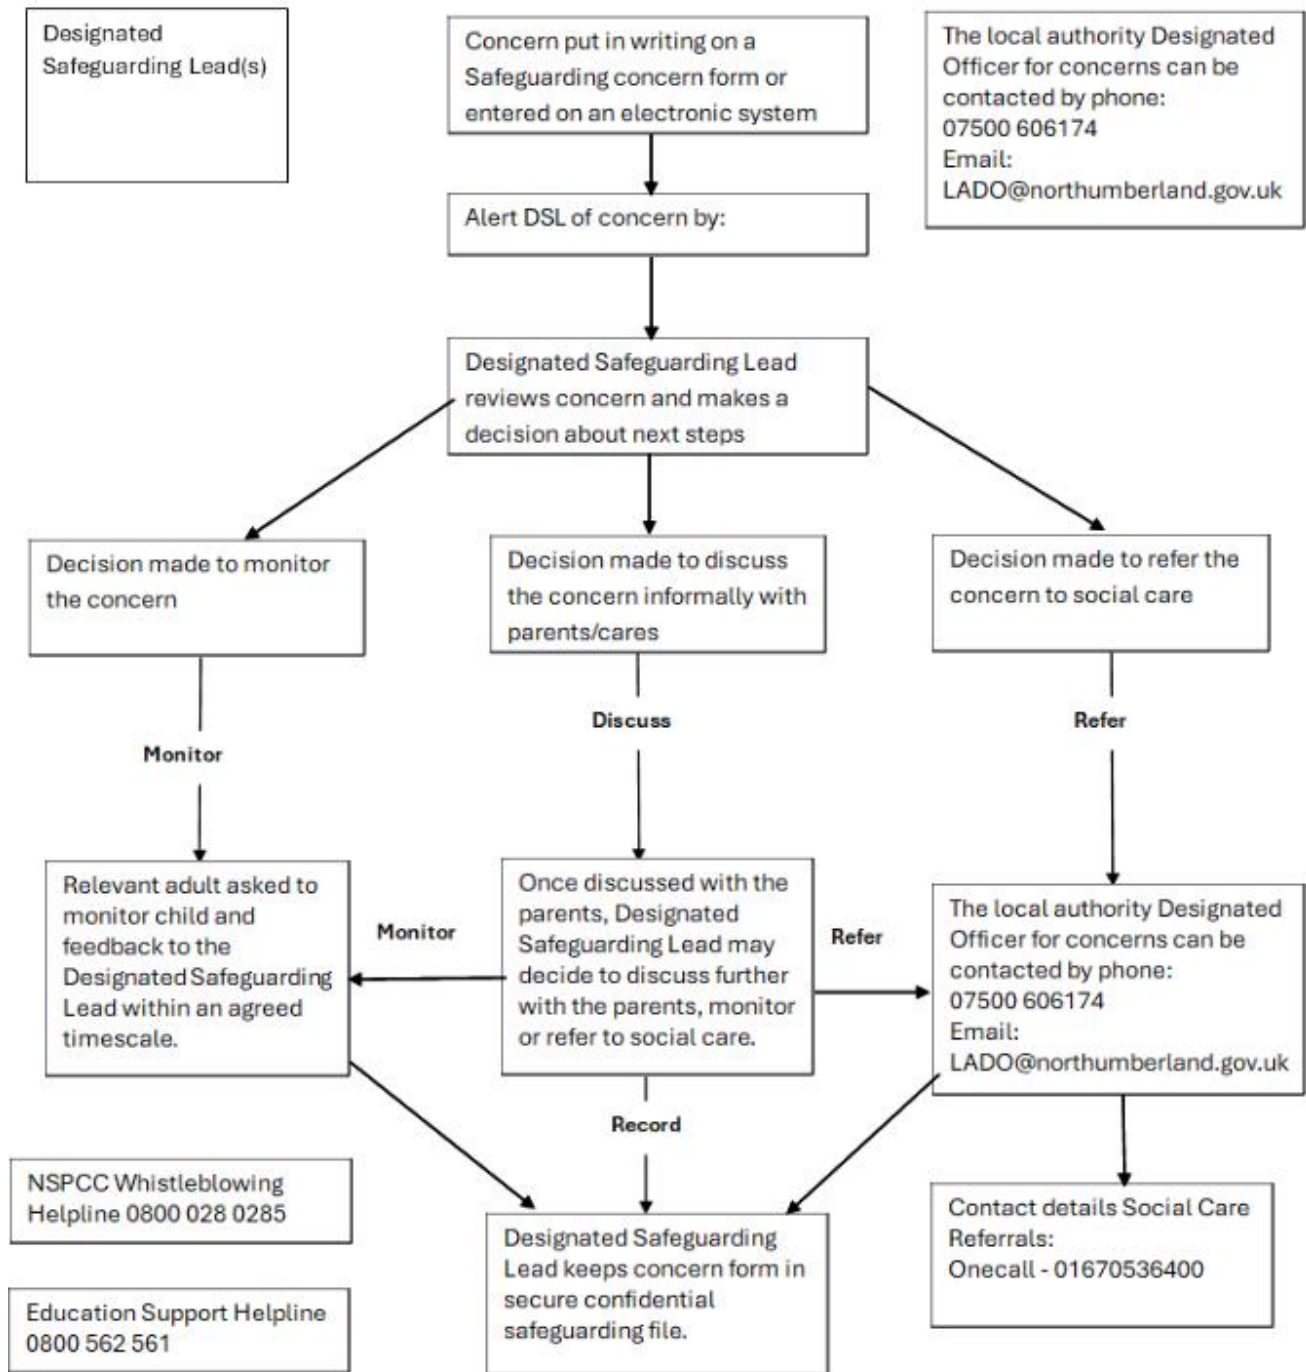 Designated
Safeguarding Lead(s)
Concern put in writing on a
Safeguarding concern form or
entered on an electronic system
The local authority Designated
Officer for concerns can be
contacted by phone:
07500 606174
Email:
LADO@northumberland.gov.uk
Alert DSL of concern by:
Designated Safeguarding Lead
reviews concern and makes a
decision about next steps
Decision made to monitor
the concern
Decision made to discuss
the concern informally with
parents/cares
Decision made to refer the
concern to social care
Monitor
Discuss
Refer
Relevant adult asked to
monitor child and
feedback to the
Designated Safeguarding
Lead within an agreed
timescale.
Monitor
Once discussed with the
parents, Designated
Safeguarding Lead may
decide to discuss further
with the parents, monitor
or refer to social care.
Refer
The local authority Designated
Officer for concerns can be
contacted by phone:
07500 606174
Email:
LADO@northumberland.gov.uk
Record
NSPCC Whistleblowing
Helpline 0800 028 0285
Designated Safeguarding
Lead keeps concern form in
secure confidential
safeguarding file.
Contact details Social Care
Referrals:
Onecall - 01670536400
Education Support Helpline
0800 562 561